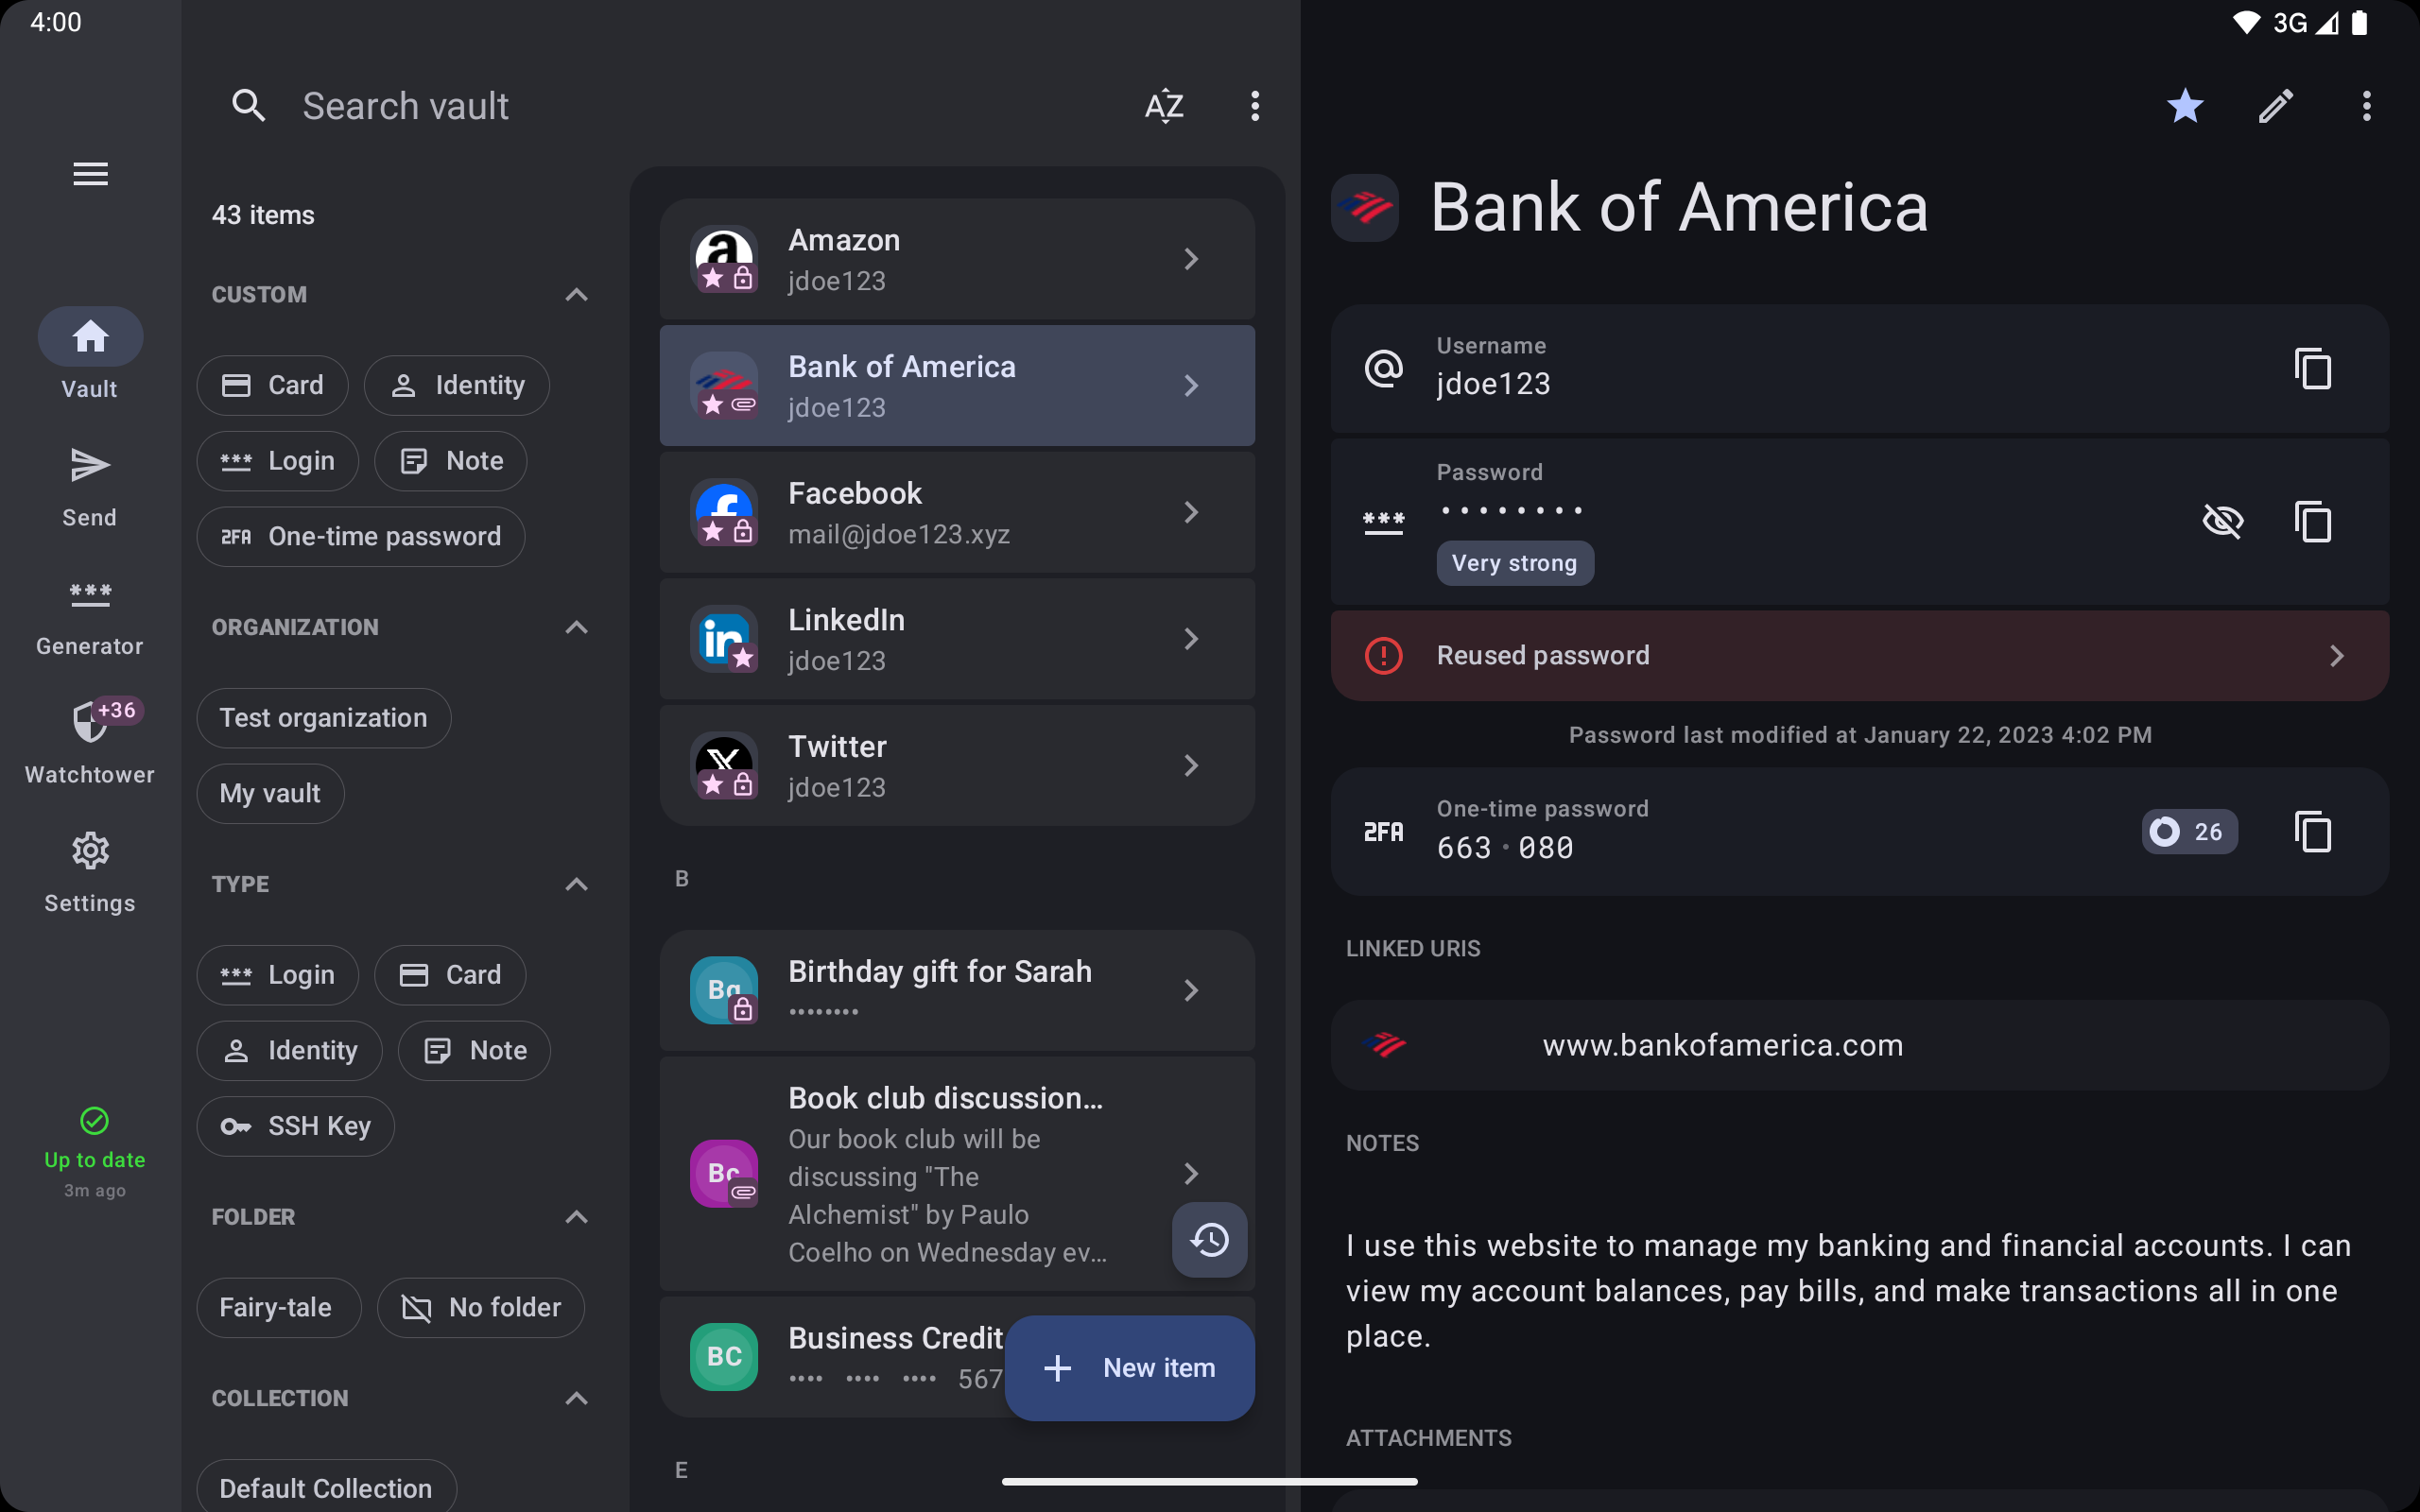 4:00
3G
Search vault
AZ
43 items
CUSTOM
Card
Identity
Login
Note
2FA One-time password
ORGANIZATION
Test organization
My vault
TYPE
Login
Card
Identity
Note
SSH Key
FOLDER
Fairy-tale
No folder
COLLECTION
Default Collection
Vault
Send
Generator
+36
Watchtower
Settings
Up to date
3m ago
Amazon
jdoe123
Bank of America
jdoe123
Facebook
mail@jdoe123.xyz
LinkedIn
jdoe123
Twitter
jdoe123
B
Birthday gift for Sarah
••••••••
Book club discussion…
Our book club will be
discussing "The
Alchemist" by Paulo
Coelho on Wednesday ev…
BC
Business Credit
•••• •••• •••• 567
New item
E
Bank of America
Username
jdoe123
Password
••••••••
Very strong
Reused password
Password last modified at January 22, 2023 4:02 PM
2FA
One-time password
663·080
26
LINKED URIS
www.bankofamerica.com
NOTES
I use this website to manage my banking and financial accounts. I can
view my account balances, pay bills, and make transactions all in one
place.
ATTACHMENTS